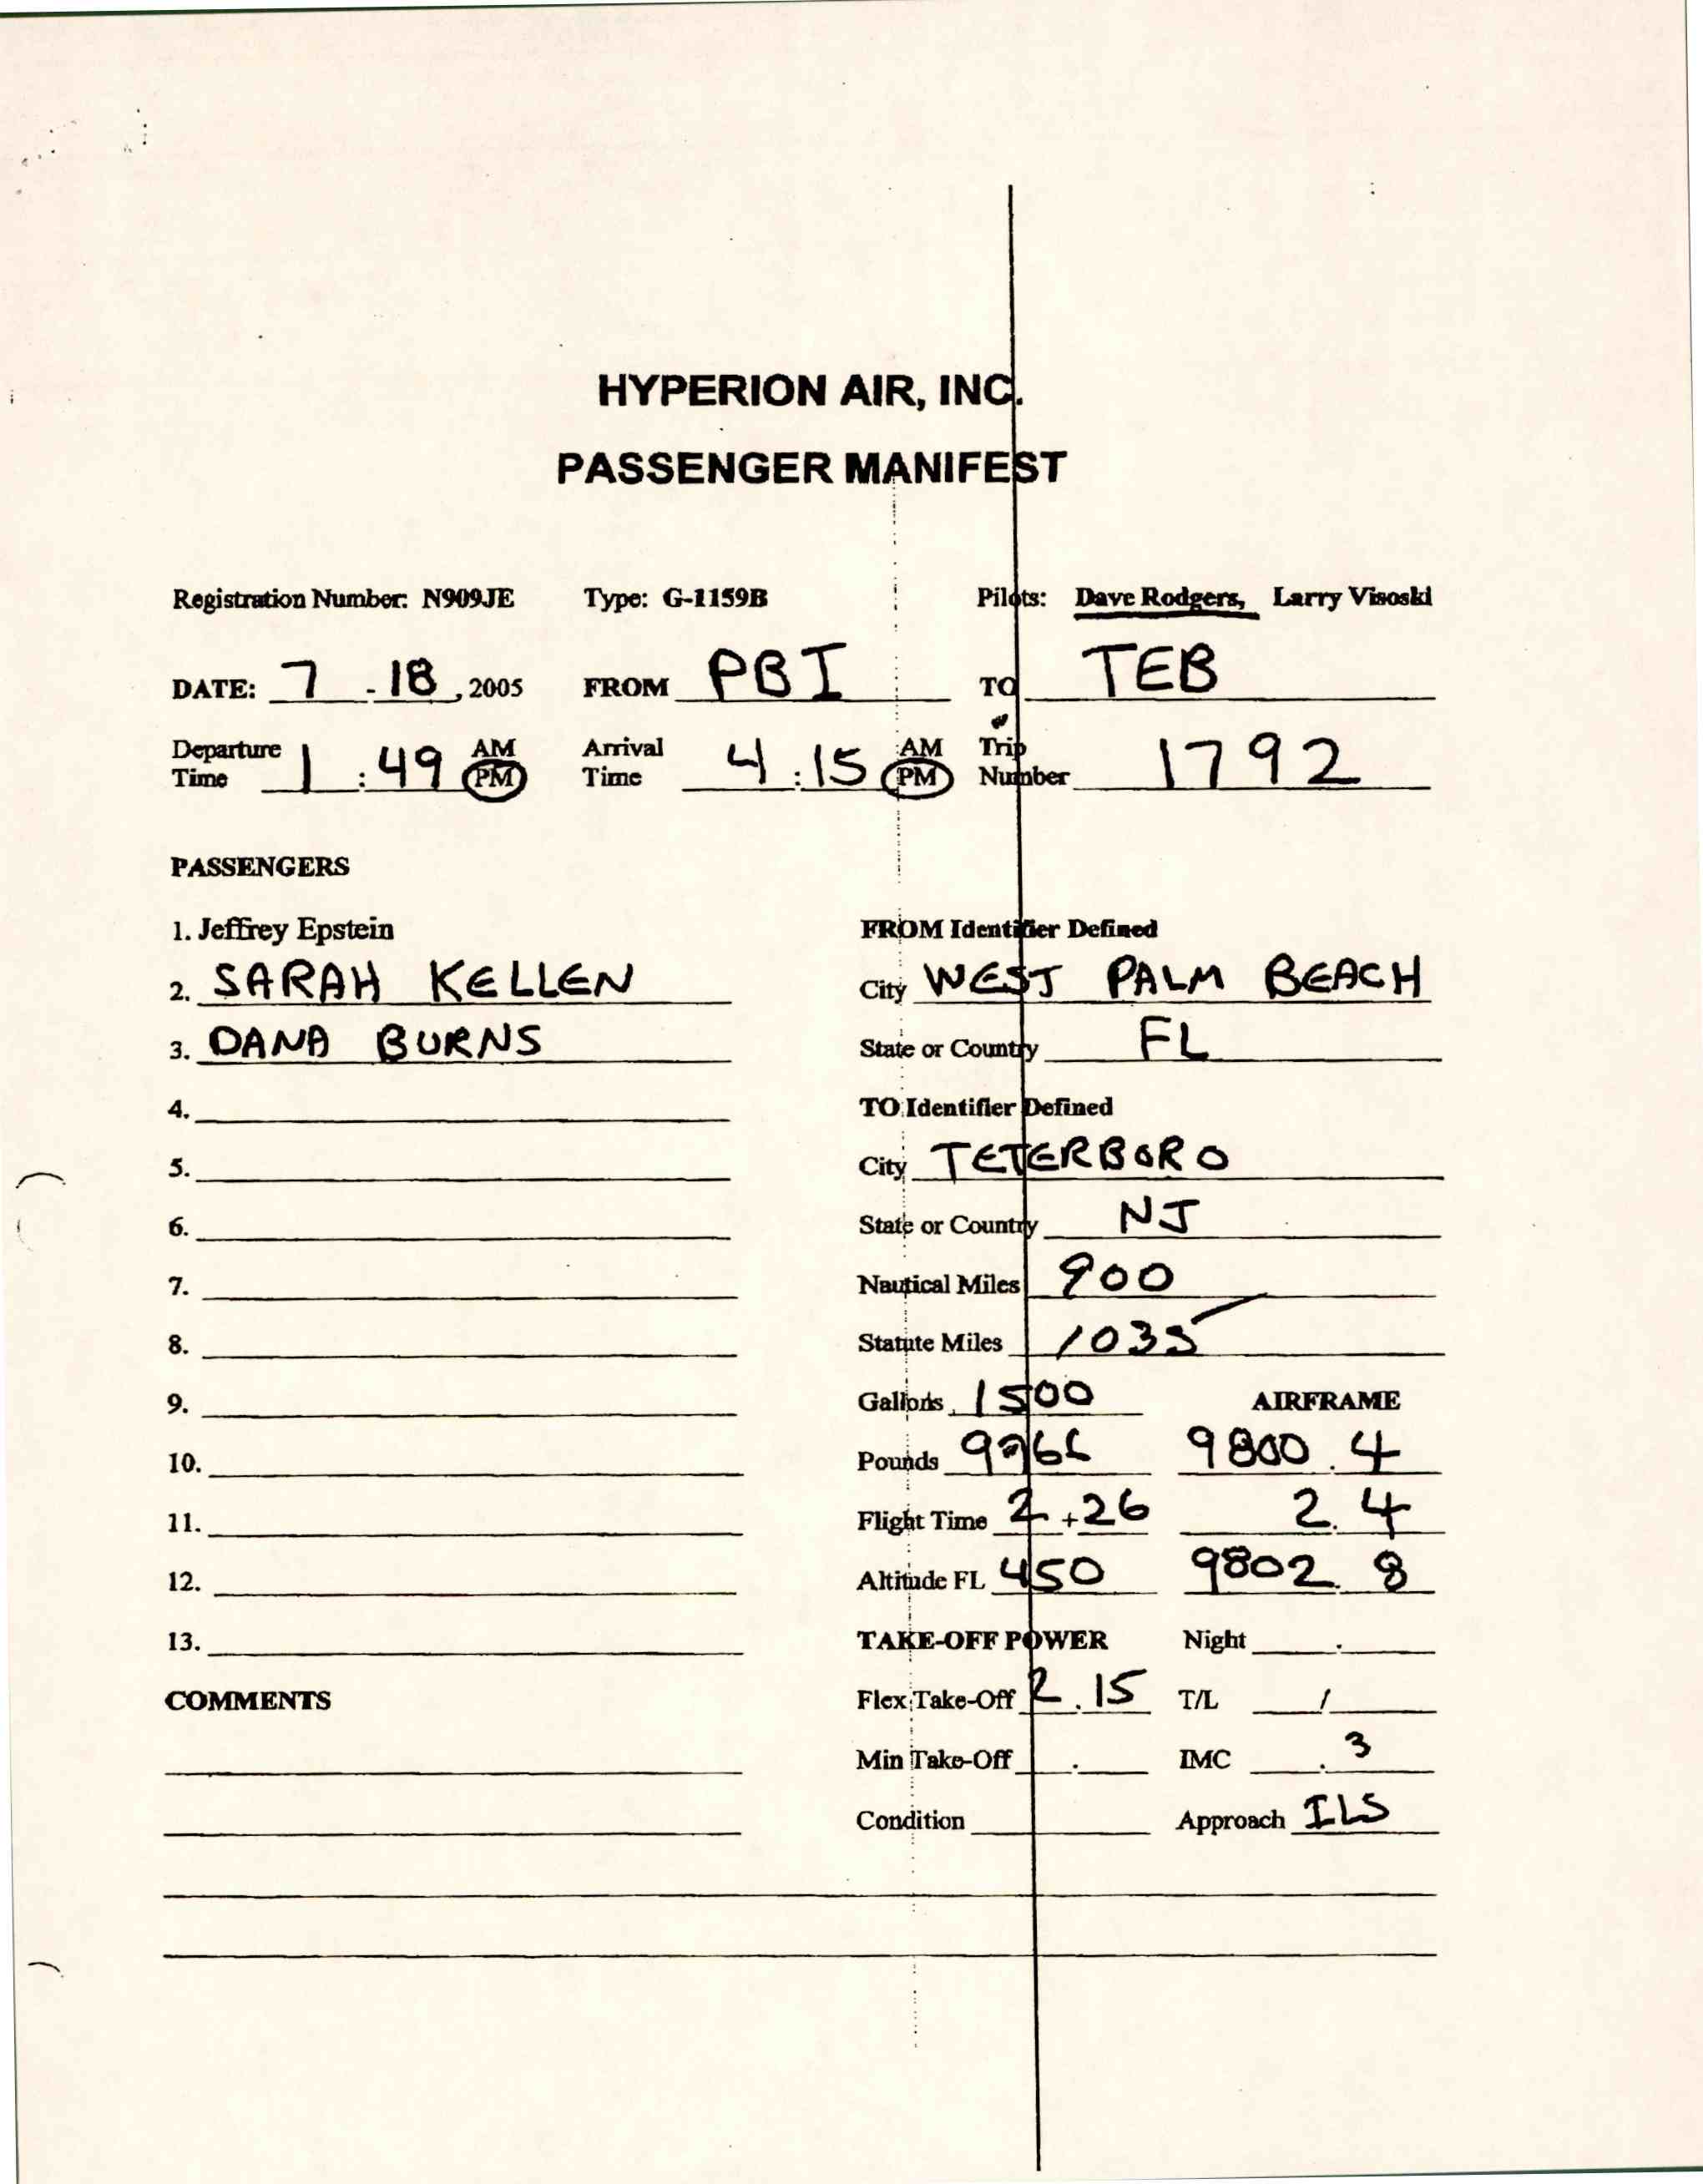 HYPERION AIR, INC.
PASSENGER MANIFEST
Registration Number: N909JE Type: G-1159B Pilots: Dave Rodgers, Larry Visoski
DATE: 7 - 18, 2005 FROM PBI TO TEB
Departure Time 1 : 49 AM PM Arrival Time 4 : 15 AM PM Trip Number 1792
PASSENGERS
1. Jeffrey Epstein FROM Identifier Defined
2. SARAH KELLEN City WEST PALM BEACH
3. DANA BURNS State or Country FL
4. TO Identifier Defined
5. City TETERBORO
6. State or Country NJ
7. Nautical Miles 900
8. Statute Miles 1035
9. Gallons 1500 AIRFRAME
10. Pounds 9800.4
11. Flight Time 2 + 26 2.4
12. Altitude FL 450 9802.8
13. TAKE-OFF POWER Night .
COMMENTS Flex Take-Off 2.15 T/L /
Min Take-Off . IMC .3
Condition Approach ILS